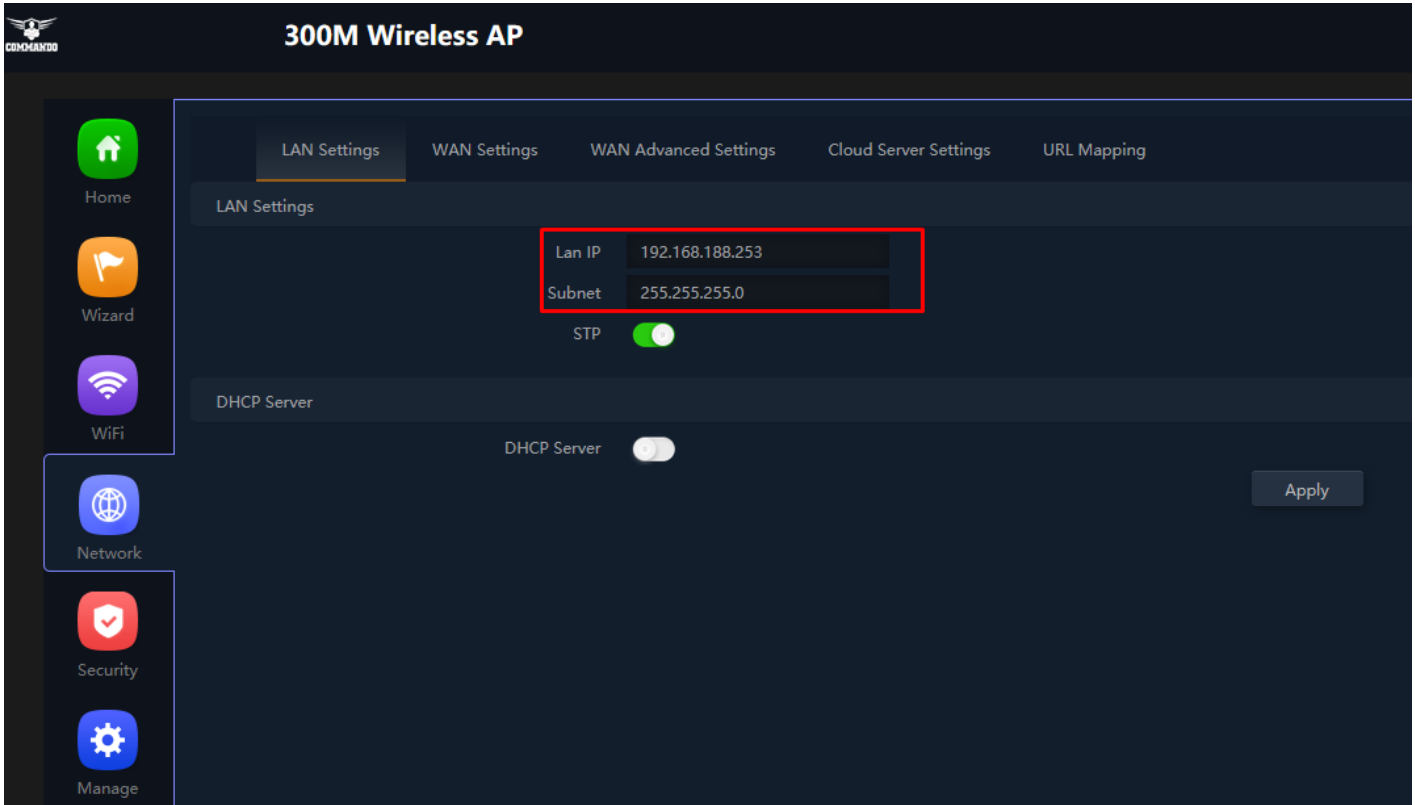 COMMANDO
300M Wireless AP
Home
Wizard
WiFi
Network
Security
Manage
LAN Settings WAN Settings WAN Advanced Settings Cloud Server Settings URL Mapping
LAN Settings
Lan IP 192.168.188.253
Subnet 255.255.255.0
STP
DHCP Server
DHCP Server
Apply